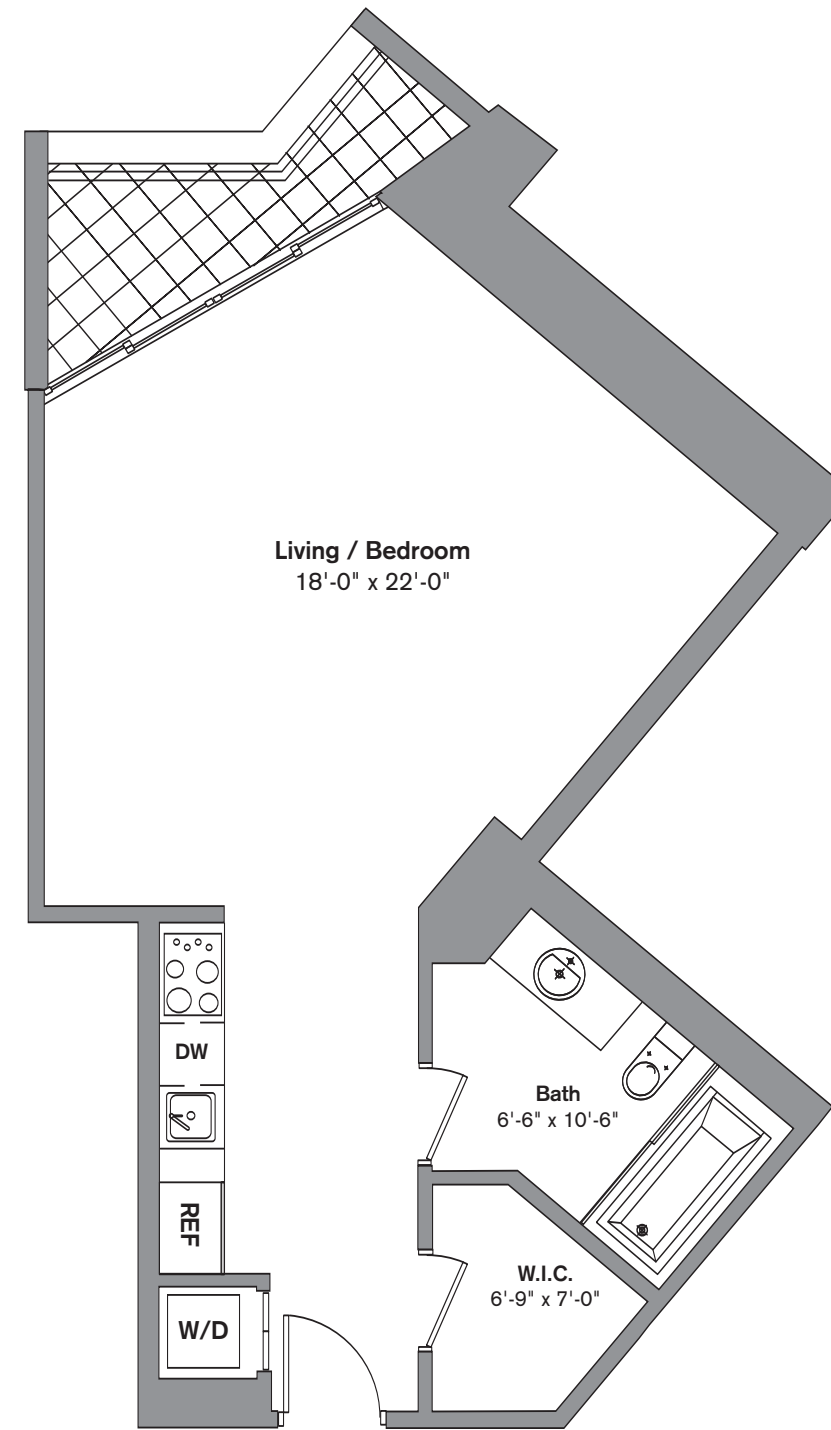 Living / Bedroom
18'-0" x 22'-0"
DW
Bath
6'-6" x 10'-6"
REF
W.I.C.
6'-9" x 7'-0"
W/D